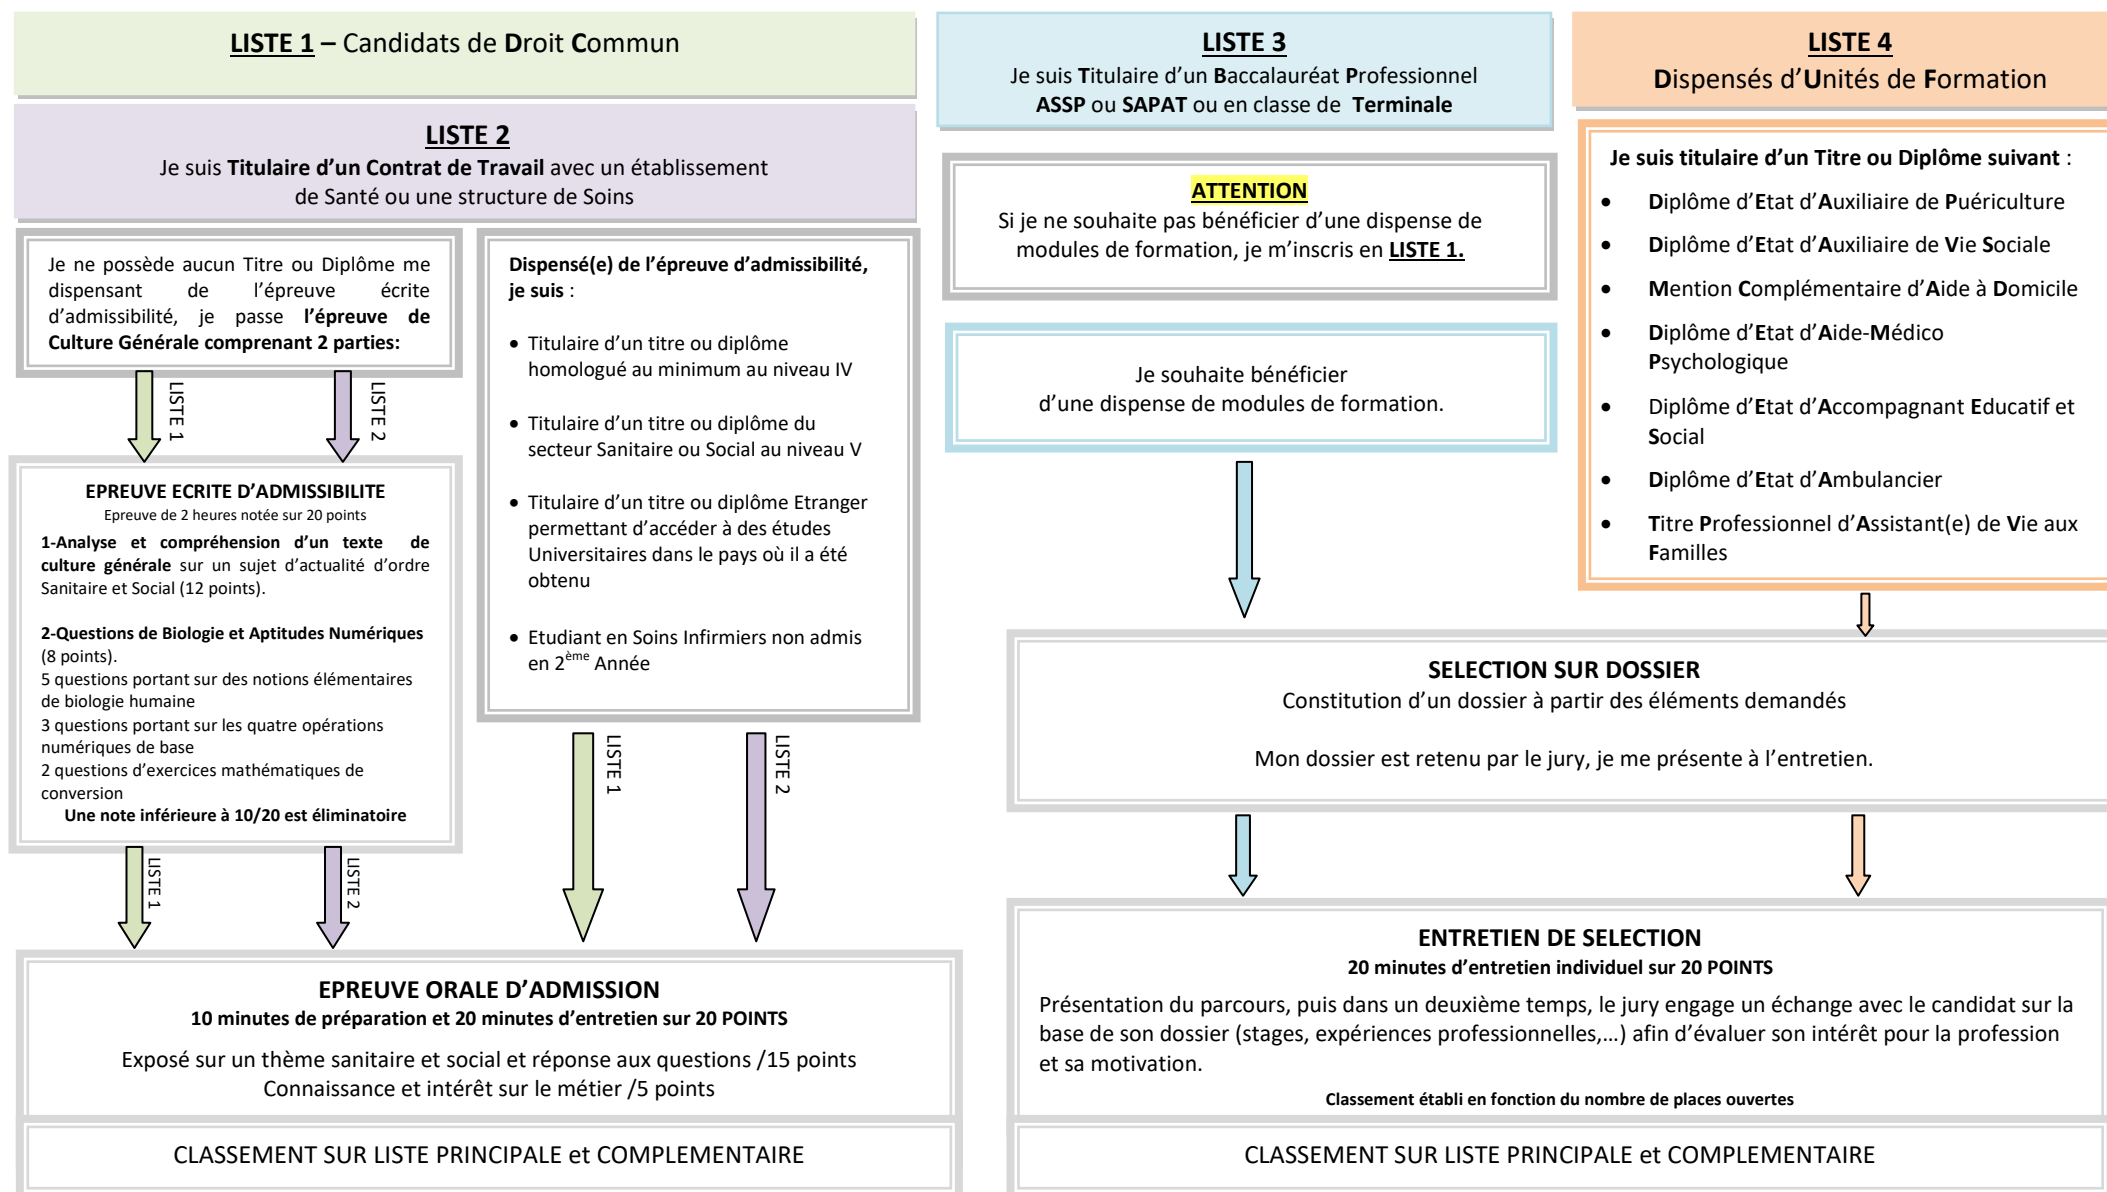 LISTE 1 – Candidats de Droit Commun
LISTE 2
Je suis Titulaire d’un Contrat de Travail avec un établissement
de Santé ou une structure de Soins
Je ne possède aucun Titre ou Diplôme me
dispensant de l’épreuve écrite
d’admissibilité, je passe l’épreuve de
Culture Générale comprenant 2 parties:
LISTE 1
LISTE 2
EPREUVE ECRITE D’ADMISSIBILITE
Epreuve de 2 heures notée sur 20 points
1-Analyse et compréhension d’un texte de
culture générale sur un sujet d’actualité d’ordre
Sanitaire et Social (12 points).
2-Questions de Biologie et Aptitudes Numériques
(8 points).
5 questions portant sur des notions élémentaires
de biologie humaine
3 questions portant sur les quatre opérations
numériques de base
2 questions d’exercices mathématiques de
conversion
Une note inférieure à 10/20 est éliminatoire
LISTE 1
LISTE 2
Dispensé(e) de l’épreuve d’admissibilité,
je suis :
• Titulaire d’un titre ou diplôme
homologué au minimum au niveau IV
• Titulaire d’un titre ou diplôme du
secteur Sanitaire ou Social au niveau V
• Titulaire d’un titre ou diplôme Etranger
permettant d’accéder à des études
Universitaires dans le pays où il a été
obtenu
• Etudiant en Soins Infirmiers non admis
en 2ème Année
LISTE 1
LISTE 2
EPREUVE ORALE D’ADMISSION
10 minutes de préparation et 20 minutes d’entretien sur 20 POINTS
Exposé sur un thème sanitaire et social et réponse aux questions /15 points
Connaissance et intérêt sur le métier /5 points
CLASSEMENT SUR LISTE PRINCIPALE et COMPLEMENTAIRE
LISTE 3
Je suis Titulaire d’un Baccalauréat Professionnel
ASSP ou SAPAT ou en classe de Terminale
ATTENTION
Si je ne souhaite pas bénéficier d’une dispense de
modules de formation, je m’inscris en LISTE 1.
Je souhaite bénéficier
d’une dispense de modules de formation.
LISTE 4
Dispensés d’Unités de Formation
Je suis titulaire d’un Titre ou Diplôme suivant :
• Diplôme d’Etat d’Auxiliaire de Puériculture
• Diplôme d’Etat d’Auxiliaire de Vie Sociale
• Mention Complémentaire d’Aide à Domicile
• Diplôme d’Etat d’Aide-Médico
Psychologique
• Diplôme d’Etat d’Accompagnant Educatif et
Social
• Diplôme d’Etat d’Ambulancier
• Titre Professionnel d’Assistant(e) de Vie aux
Familles
SELECTION SUR DOSSIER
Constitution d’un dossier à partir des éléments demandés
Mon dossier est retenu par le jury, je me présente à l’entretien.
ENTRETIEN DE SELECTION
20 minutes d’entretien individuel sur 20 POINTS
Présentation du parcours, puis dans un deuxième temps, le jury engage un échange avec le candidat sur la
base de son dossier (stages, expériences professionnelles,…) afin d’évaluer son intérêt pour la profession
et sa motivation.
Classement établi en fonction du nombre de places ouvertes
CLASSEMENT SUR LISTE PRINCIPALE et COMPLEMENTAIRE